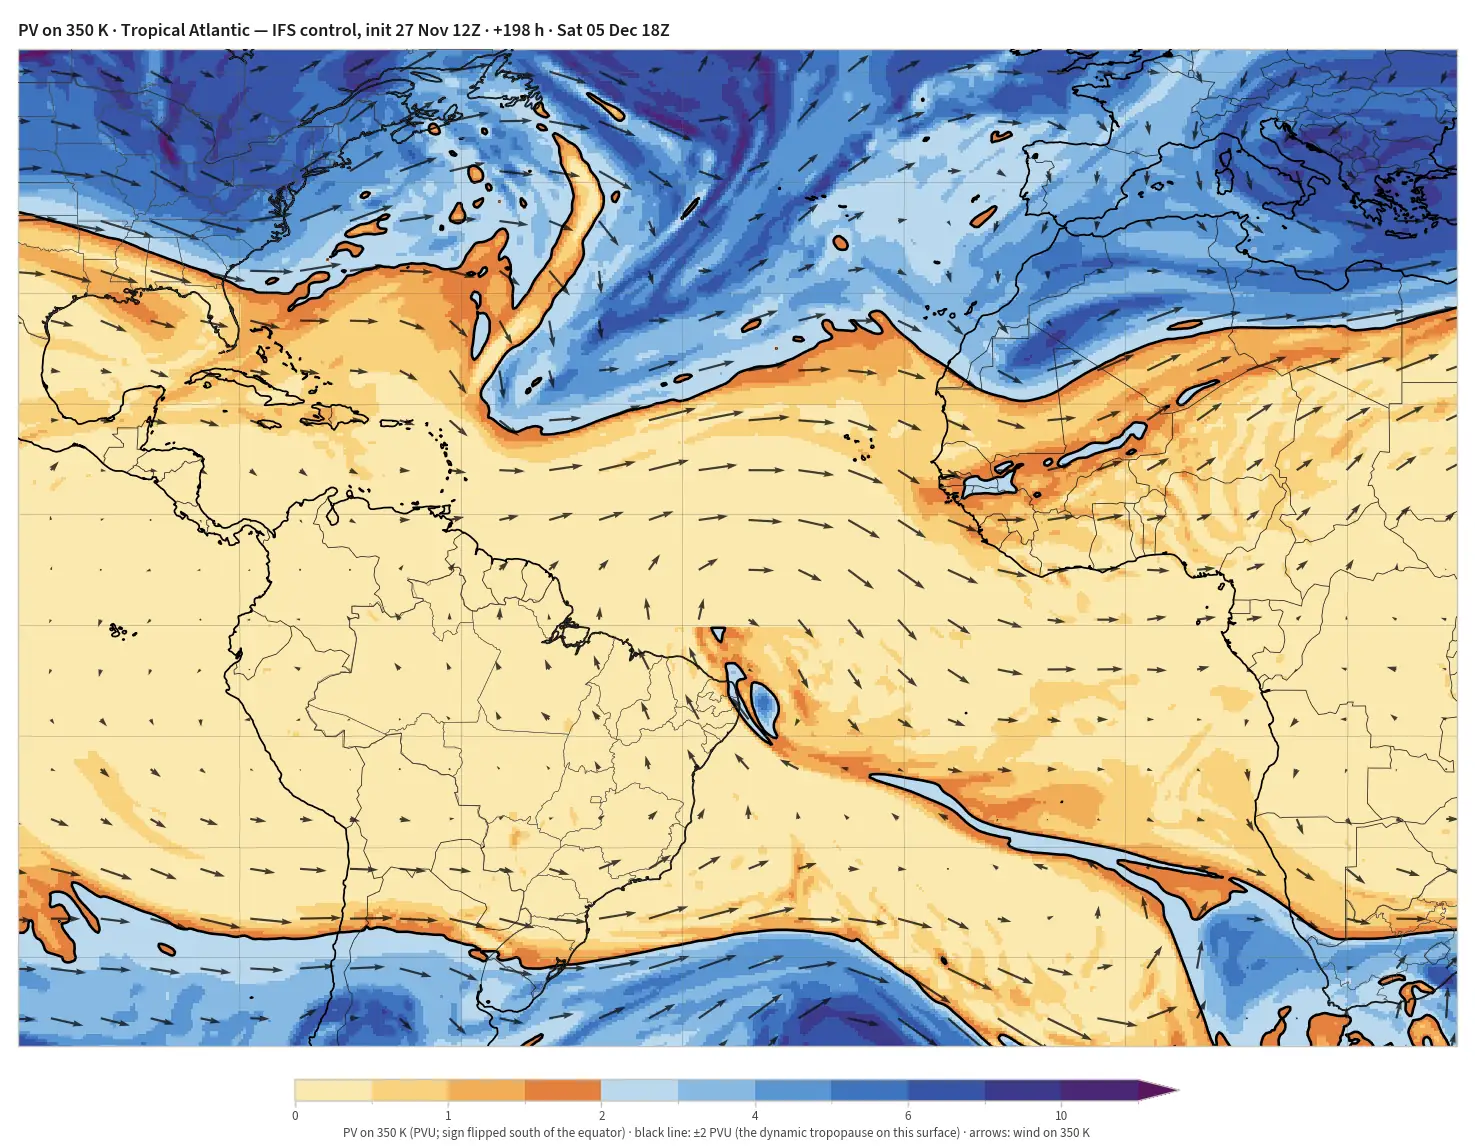 PV on 350 K · Tropical Atlantic — IFS control, init 27 Nov 12Z · +198 h · Sat 05 Dec 18Z
0 1 2 4 6 10
PV on 350 K (PVU; sign flipped south of the equator) · black line: ±2 PVU (the dynamic tropopause on this surface) · arrows: wind on 350 K